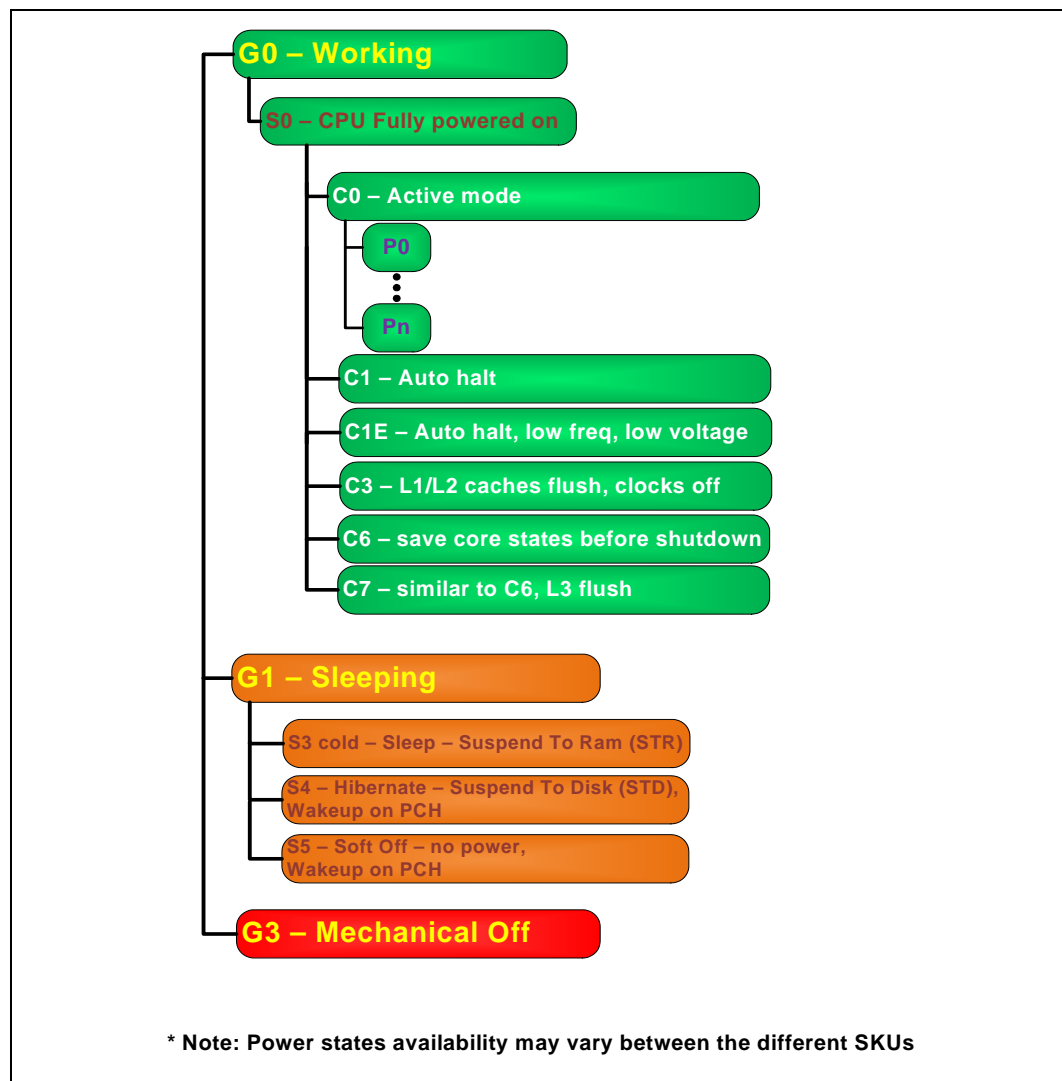 G0 – Working
S0 – CPU Fully powered on
C0 – Active mode
P0
Pn
C1 – Auto halt
C1E – Auto halt, low freq, low voltage
C3 – L1/L2 caches flush, clocks off
C6 – save core states before shutdown
C7 – similar to C6, L3 flush
G1 – Sleeping
S3 cold – Sleep – Suspend To Ram (STR)
S4 – Hibernate – Suspend To Disk (STD),
Wakeup on PCH
S5 – Soft Off – no power,
Wakeup on PCH
G3 – Mechanical Off
* Note: Power states availability may vary between the different SKUs